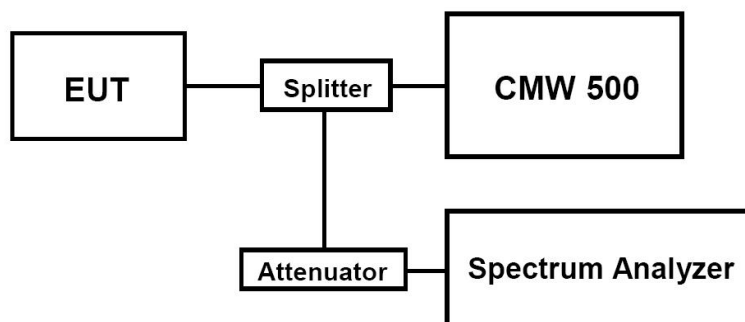 EUT
Splitter
CMW 500
Attenuator
Spectrum Analyzer